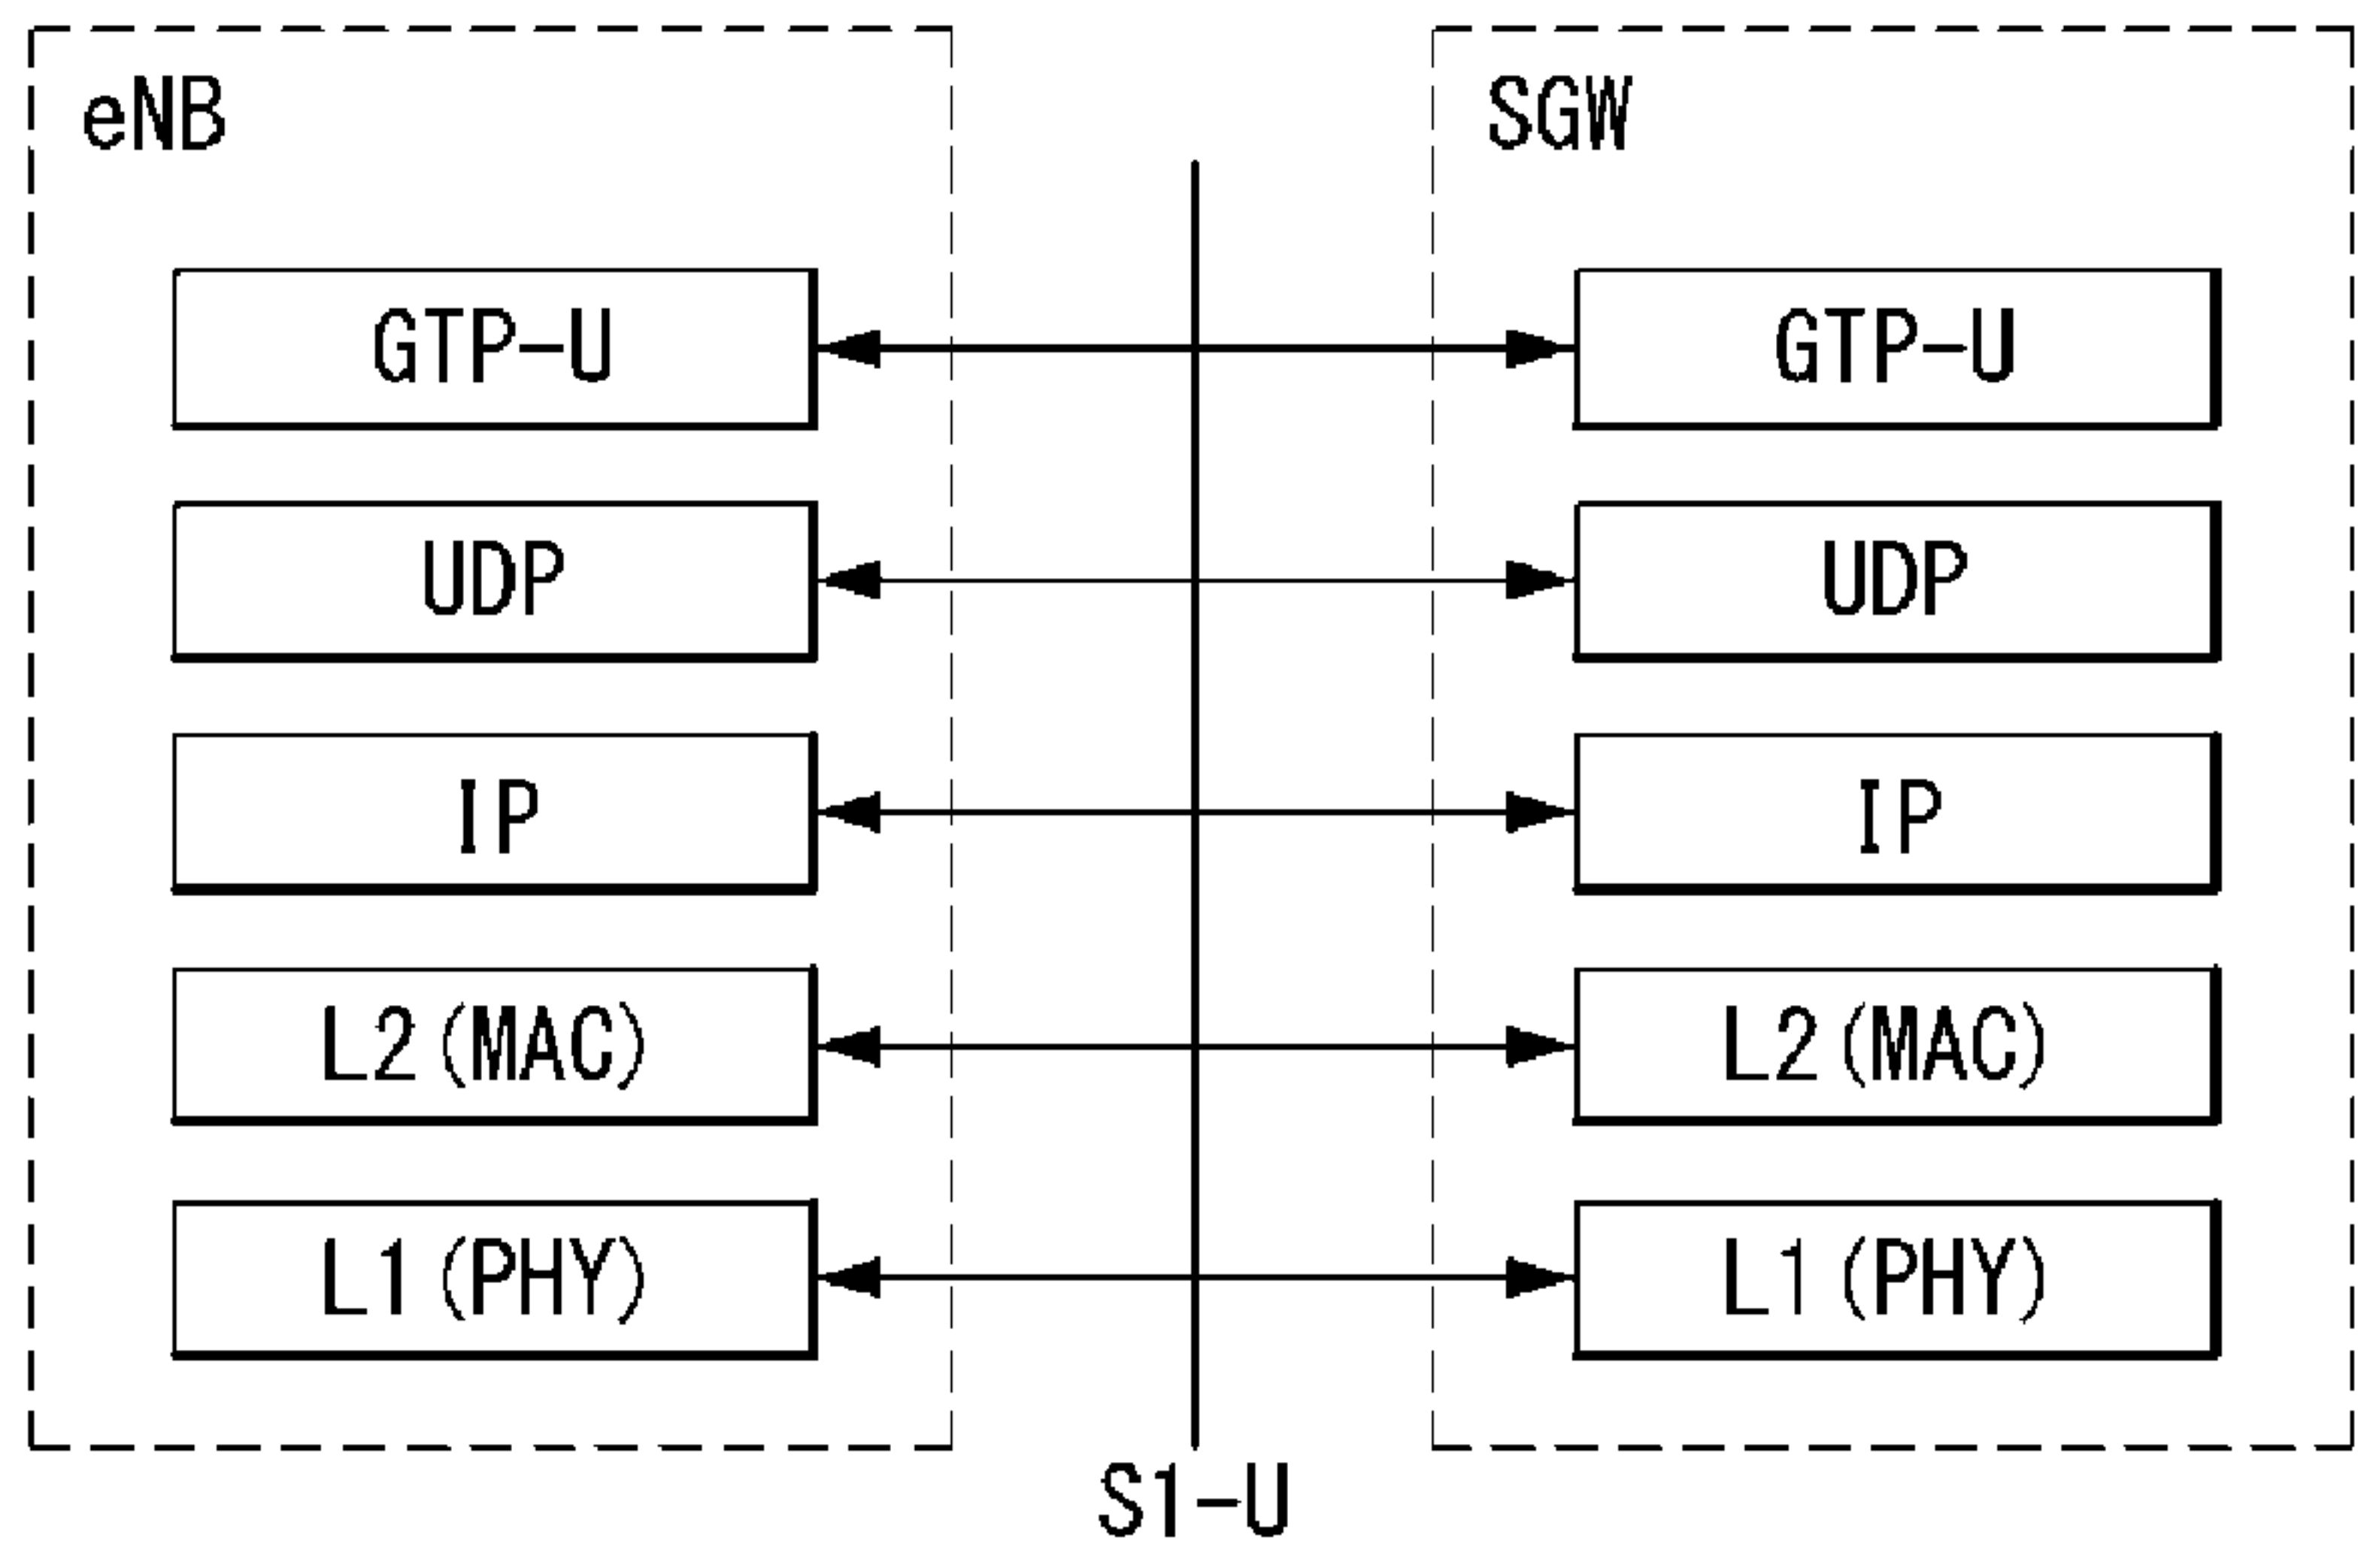 eNB
SGW
GTP-U
GTP-U
UDP
UDP
IP
IP
L2(MAC)
L2(MAC)
L1(PHY)
L1(PHY)
S1-U